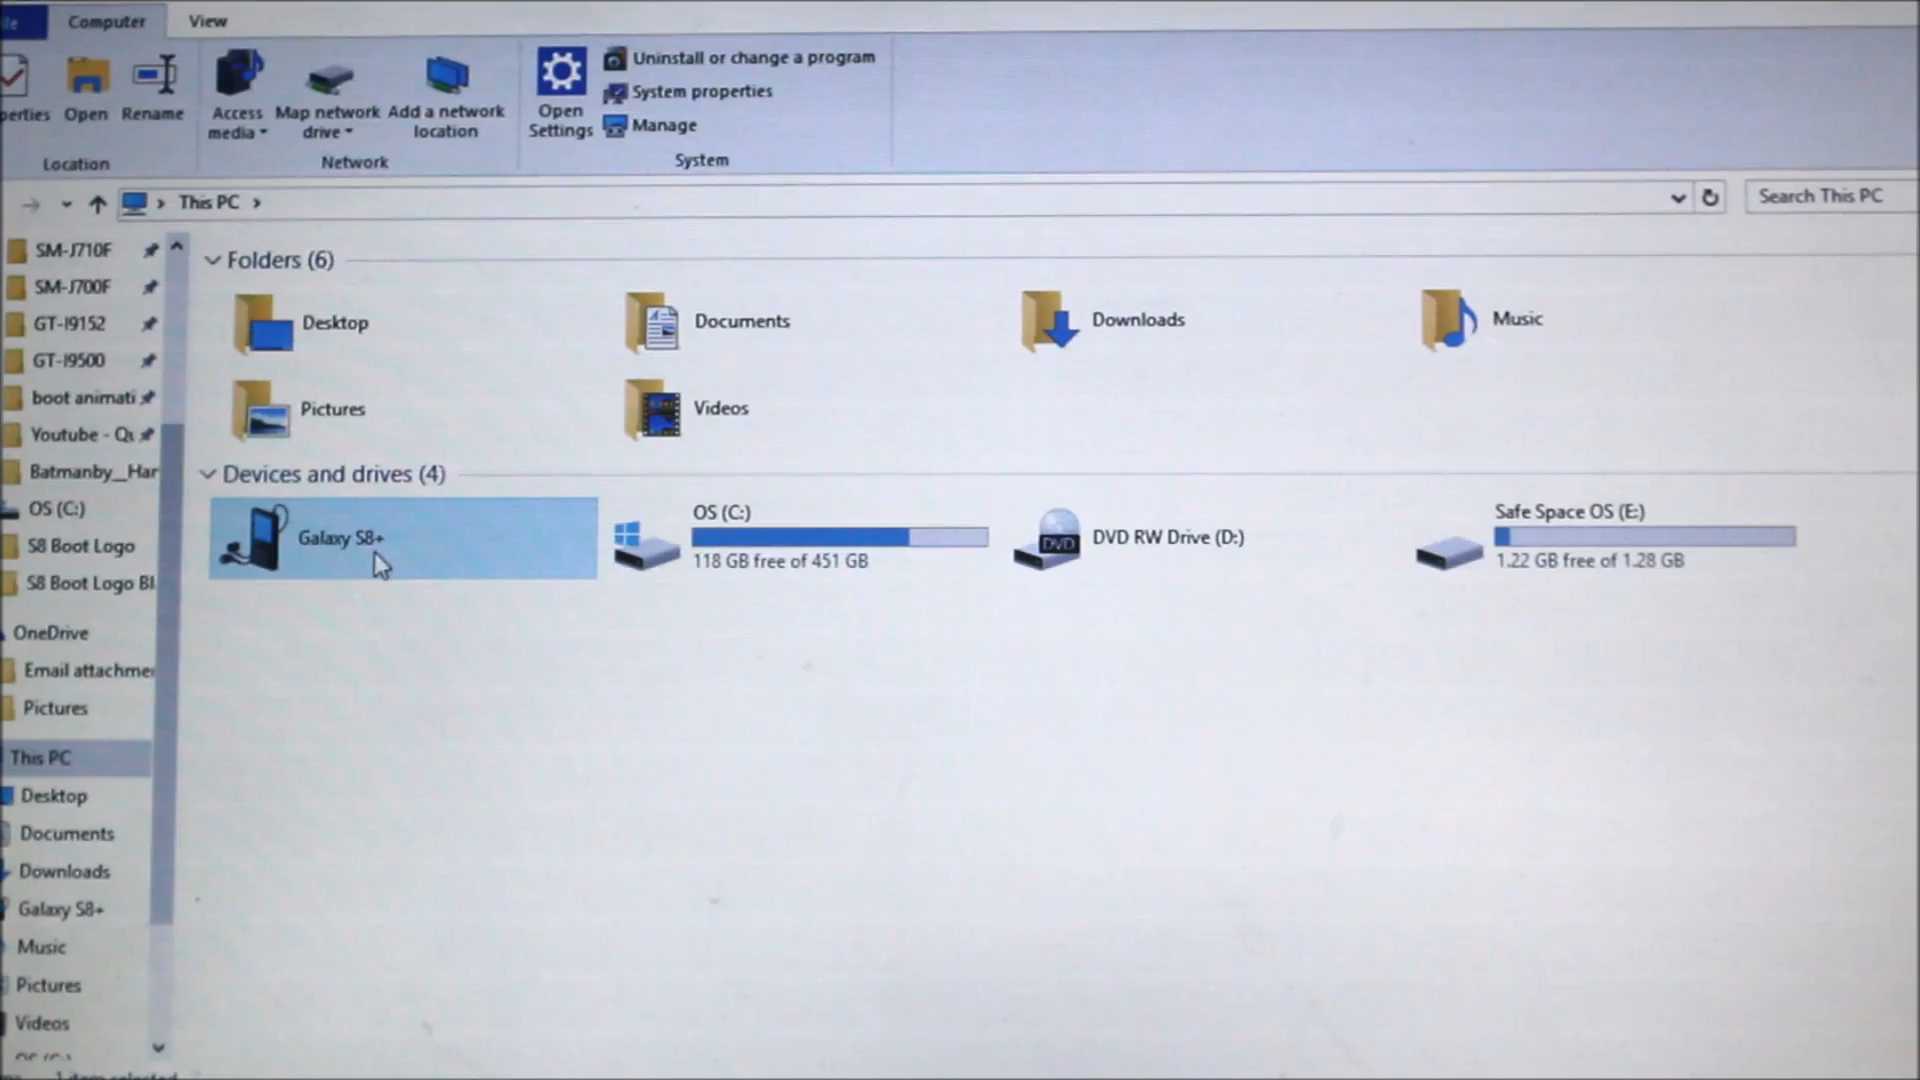 Computer
View
Open
Rename
Access
media
Map network
drive
Add a network
location
Open
Settings
Uninstall or change a program
System properties
Manage
Location
Network
System
This PC
Search This PC
SM-J710F
SM-J700F
GT-I9152
GT-I9500
boot animati
Youtube - Qu
Batmanby_Har
OS (C:)
S8 Boot Logo
S8 Boot Logo Bl
OneDrive
Email attachme
Pictures
This PC
Desktop
Documents
Downloads
Galaxy S8+
Music
Pictures
Videos
Folders (6)
Desktop
Documents
Downloads
Music
Pictures
Videos
Devices and drives (4)
Galaxy S8+
OS (C:)
118 GB free of 451 GB
DVD
DVD RW Drive (D:)
Safe Space OS (E:)
1.22 GB free of 1.28 GB